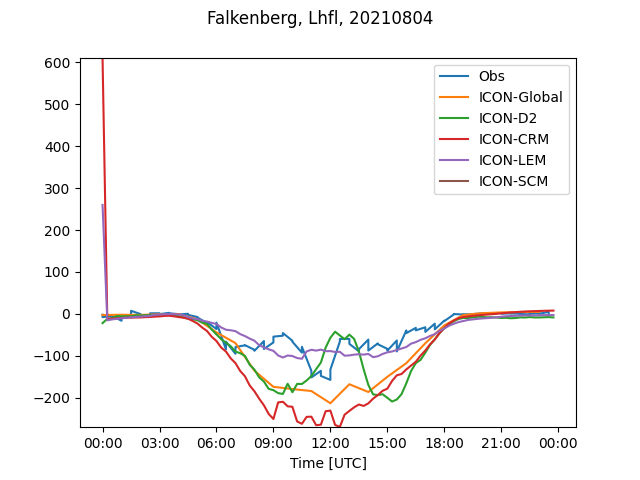 Falkenberg, Lhfl, 20210804
600
500
400
300
200
100
0
−100
−200
Obs
ICON-Global
ICON-D2
ICON-CRM
ICON-LEM
ICON-SCM
00:00 03:00 06:00 09:00 12:00 15:00 18:00 21:00 00:00
Time [UTC]